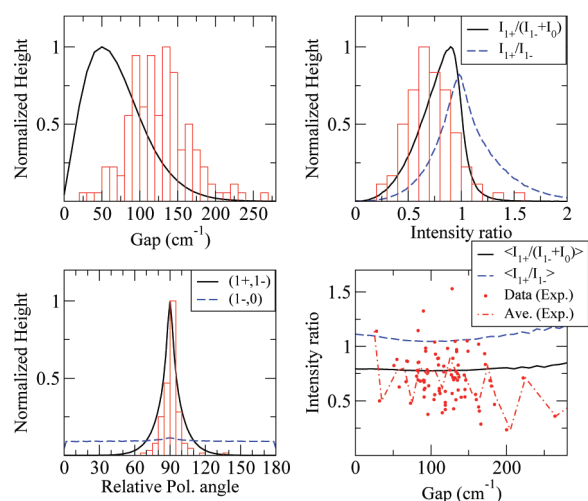 Normalized Height
1
0.5
0 50 100 150 200 250
Gap (cm⁻¹)
Normalized Height
1
0.5
0 0.5 1 1.5 2
Intensity ratio
I₁₊/(I₁₋+I₀)
I₁₊/I₁₋
Normalized Height
1
0.5
0 30 60 90 120 150 180
Relative Pol. angle
(1+,1-)
(1-,0)
Intensity ratio
1.5
1
0.5
0 100 200
Gap (cm⁻¹)
<I₁₊/(I₁₋+I₀)>
<I₁₊/I₁₋>
Data (Exp.)
Ave. (Exp.)